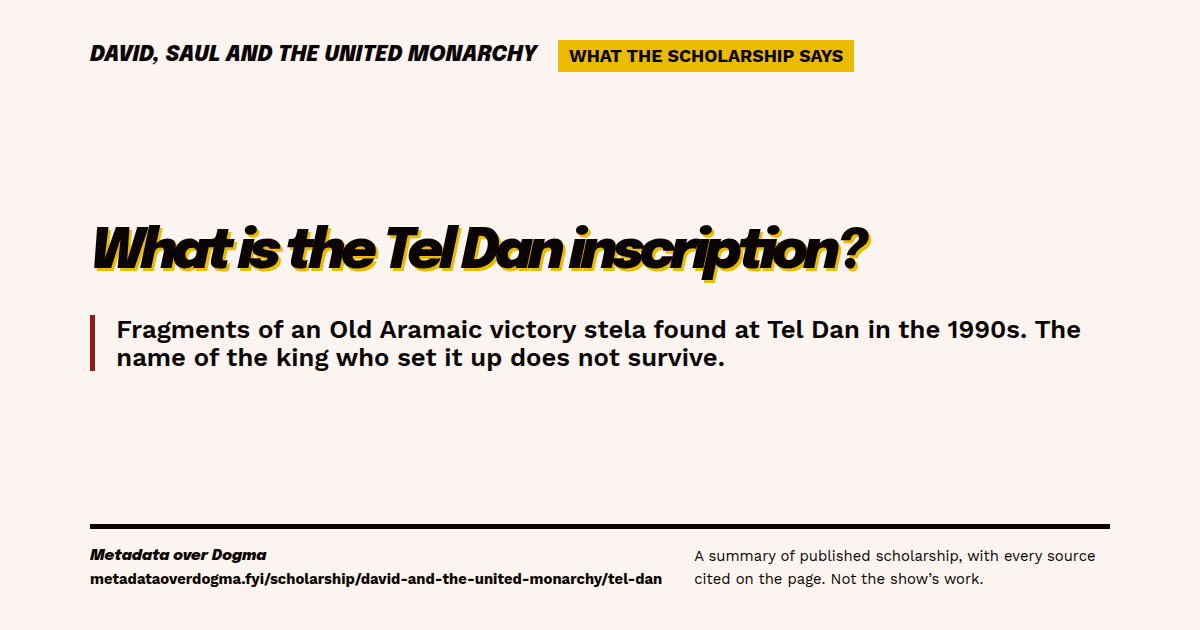 DAVID, SAUL AND THE UNITED MONARCHY
WHAT THE SCHOLARSHIP SAYS
What is the Tel Dan inscription?
Fragments of an Old Aramaic victory stela found at Tel Dan in the 1990s. The
name of the king who set it up does not survive.
Metadata over Dogma
metadataoverdogma.fyi/scholarship/david-and-the-united-monarchy/tel-dan
A summary of published scholarship, with every source
cited on the page. Not the show’s work.